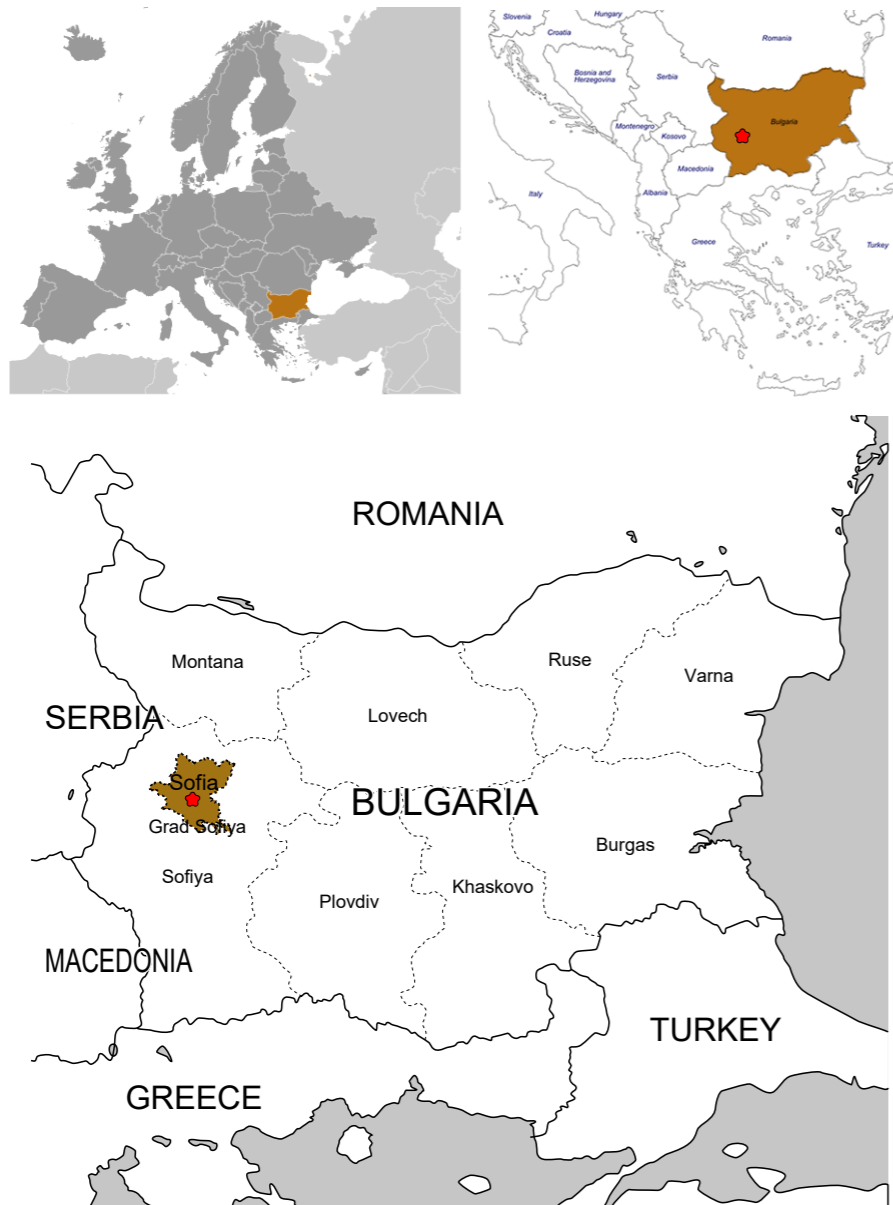 Slovenia
Hungary
Croatia
Romania
Bosnia and
Herzegovina
Serbia
Bulgaria
Montenegro
Kosovo
Macedonia
Italy
Albania
Greece
Turkey
ROMANIA
Montana
Ruse
Varna
Lovech
SERBIA
Sofia
BULGARIA
Grad Sofiya
Burgas
Sofiya
Khaskovo
Plovdiv
MACEDONIA
TURKEY
GREECE